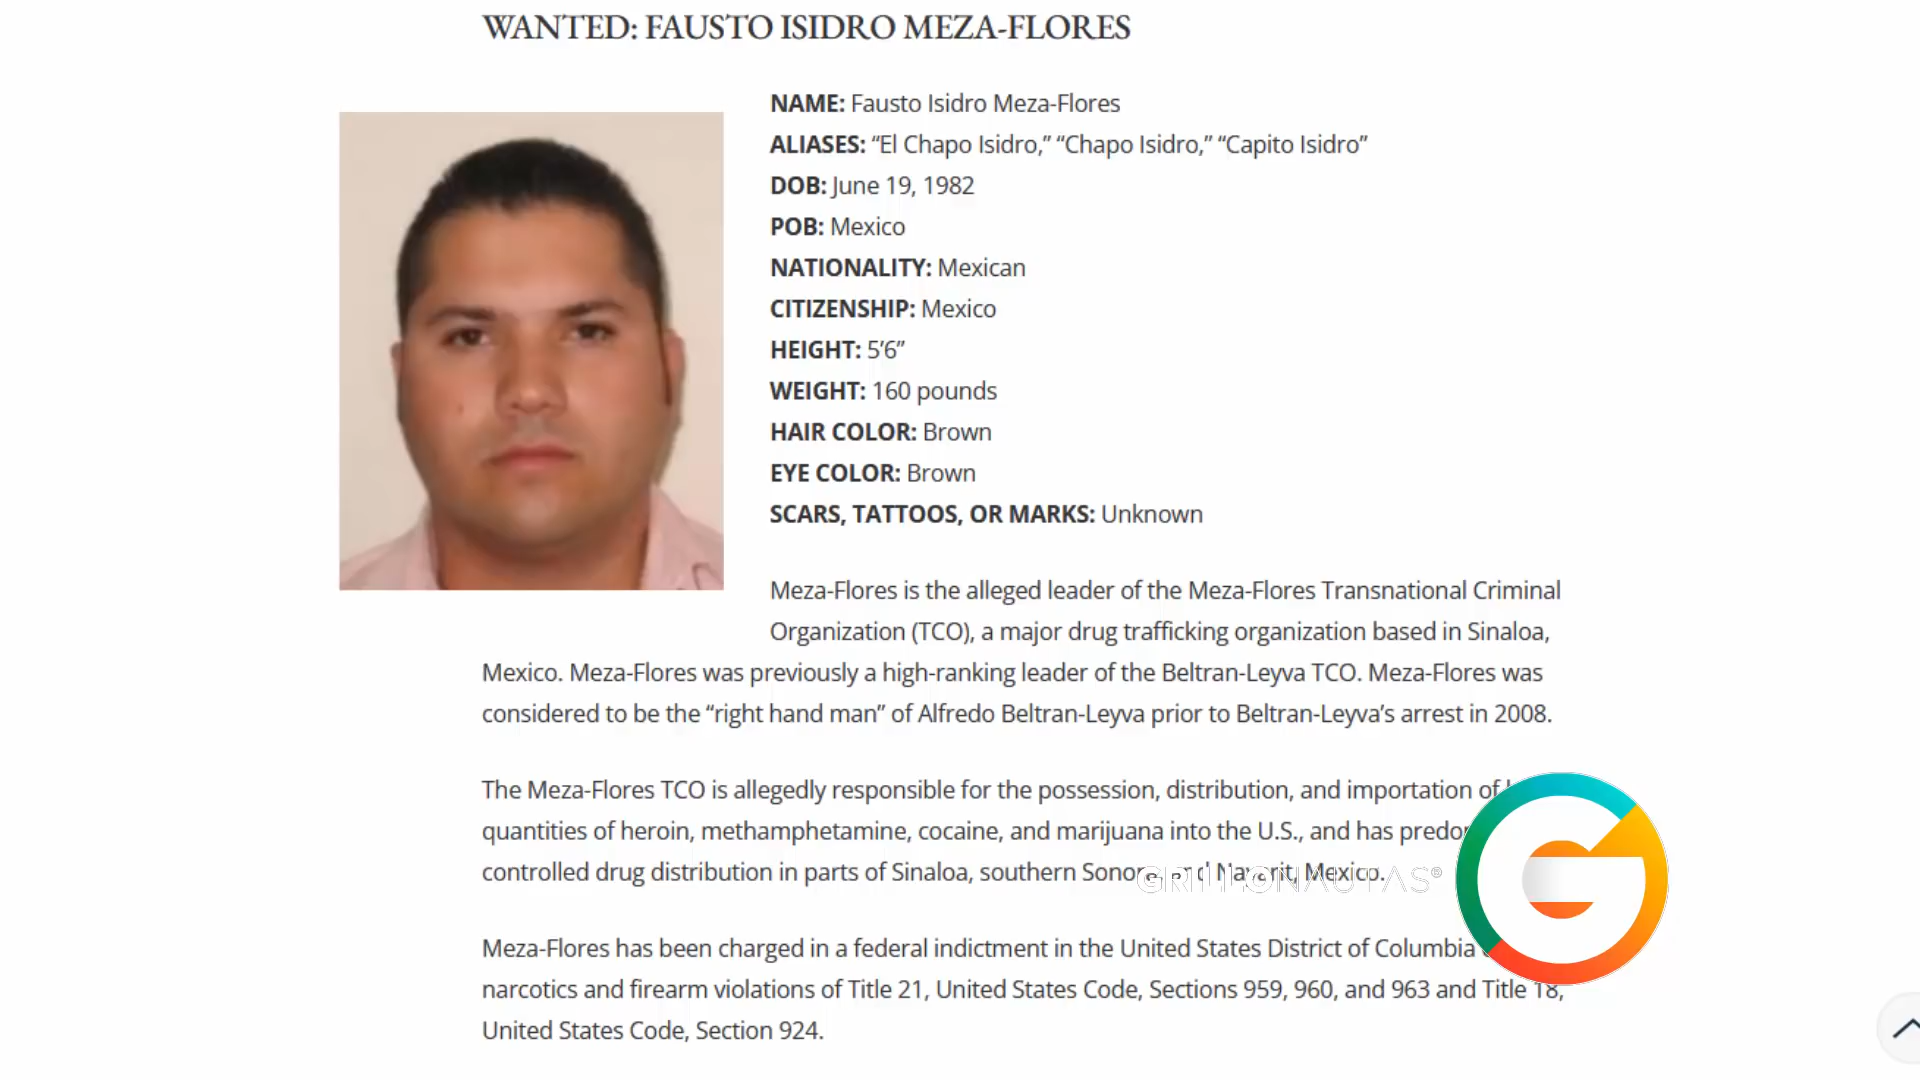 WANTED: FAUSTO ISIDRO MEZA-FLORES
NAME: Fausto Isidro Meza-Flores
ALIASES: “El Chapo Isidro,” “Chapo Isidro,” “Capito Isidro”
DOB: June 19, 1982
POB: Mexico
NATIONALITY: Mexican
CITIZENSHIP: Mexico
HEIGHT: 5’6”
WEIGHT: 160 pounds
HAIR COLOR: Brown
EYE COLOR: Brown
SCARS, TATTOOS, OR MARKS: Unknown
Meza-Flores is the alleged leader of the Meza-Flores Transnational Criminal
Organization (TCO), a major drug trafficking organization based in Sinaloa,
Mexico. Meza-Flores was previously a high-ranking leader of the Beltran-Leyva TCO. Meza-Flores was
considered to be the “right hand man” of Alfredo Beltran-Leyva prior to Beltran-Leyva’s arrest in 2008.
The Meza-Flores TCO is allegedly responsible for the possession, distribution, and importation of
quantities of heroin, methamphetamine, cocaine, and marijuana into the U.S., and has
controlled drug distribution in parts of Sinaloa, southern Sonora, and Nayarit, Mexico.
GRILLONAUTAS®
Meza-Flores has been charged in a federal indictment in the United States District of Columbia
narcotics and firearm violations of Title 21, United States Code, Sections 959, 960, and 963 and Title 18,
United States Code, Section 924.